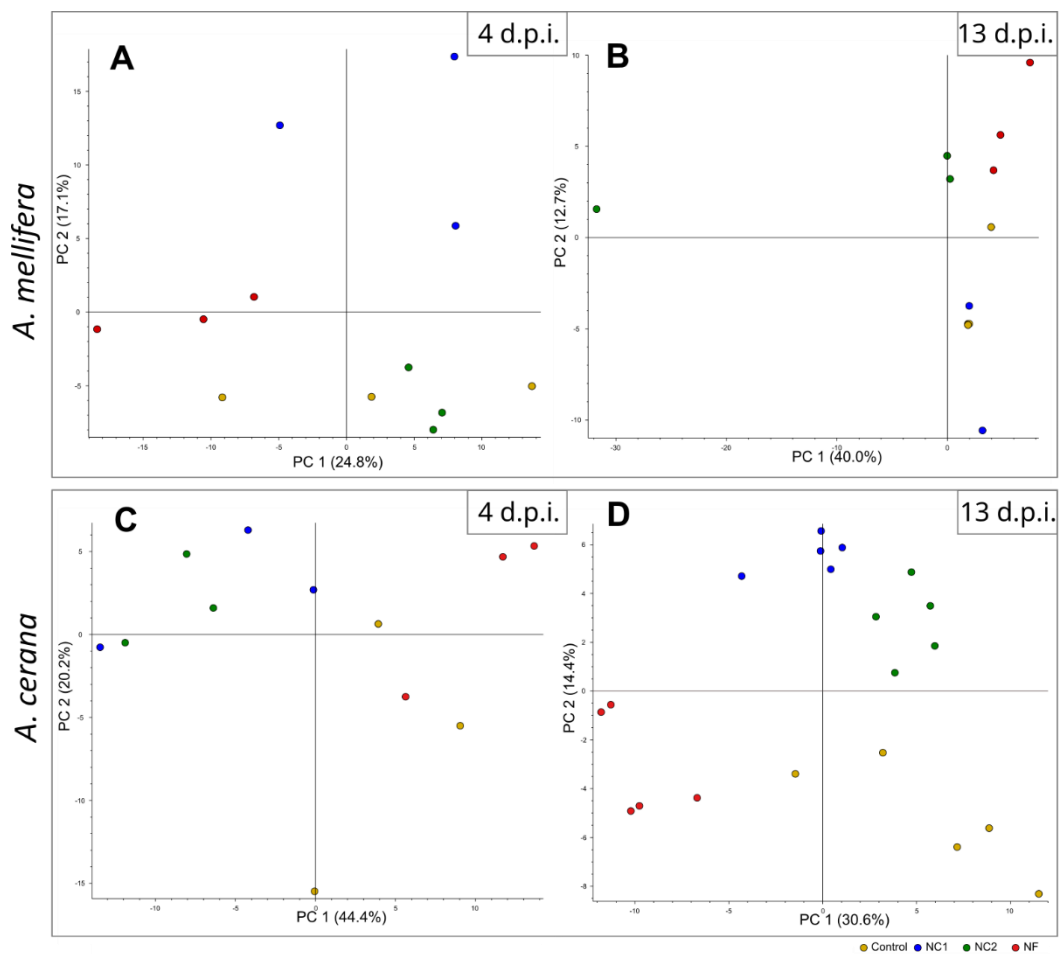 A
4 d.p.i.
B
13 d.p.i.
A. mellifera
PC 2 (17.1%)
15
10
5
0
-5
-15
-10
-5
0
5
10
PC 1 (24.8%)
PC 2 (12.7%)
10
5
0
-5
-10
-30
-20
-10
0
PC 1 (40.0%)
C
4 d.p.i.
D
13 d.p.i.
A. cerana
PC 2 (20.2%)
5
0
-5
-10
-15
-10
-5
0
5
10
PC 1 (44.4%)
PC 2 (14.4%)
6
4
2
0
-2
-4
-6
-8
-10
-5
0
5
10
PC 1 (30.6%)
Control NC1 NC2 NF